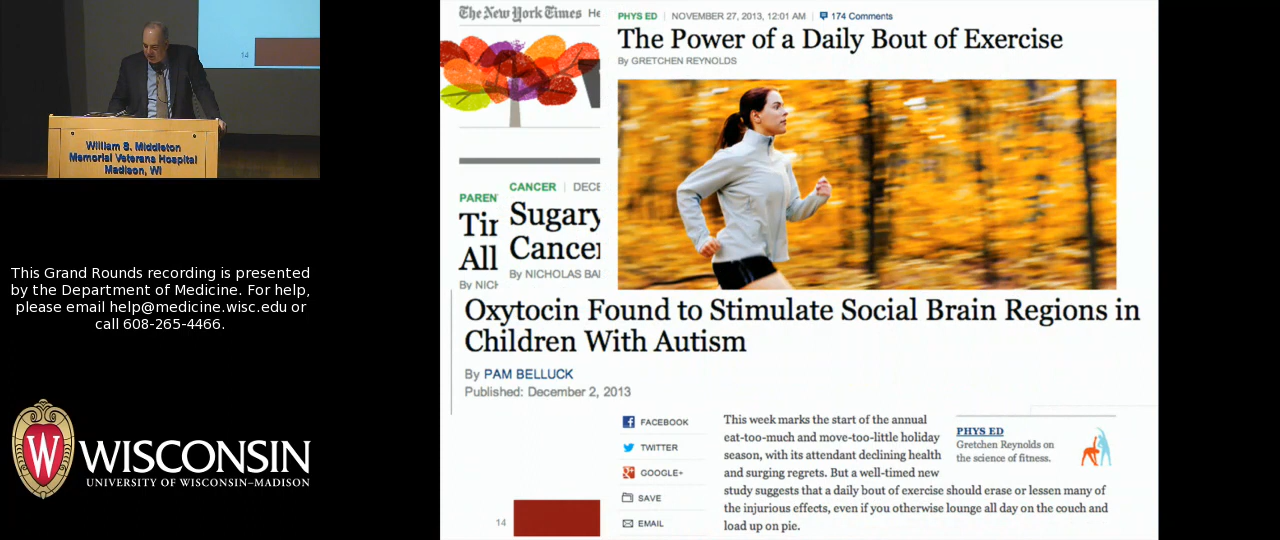 14
William S. Middleton
Memorial Veterans Hospital
Madison, WI
This Grand Rounds recording is presented
by the Department of Medicine. For help,
please email help@medicine.wisc.edu or
call 608-265-4466.
W
WISCONSIN
UNIVERSITY OF WISCONSIN–MADISON
The New York Times
PHYS ED | NOVEMBER 27, 2013, 12:01 AM | 174 Comments
The Power of a Daily Bout of Exercise
By GRETCHEN REYNOLDS
CANCER
Sugary
By NICHOLAS
All
Oxytocin Found to Stimulate Social Brain Regions in
Children With Autism
By PAM BELLUCK
Published: December 2, 2013
FACEBOOK
TWITTER
GOOGLE+
SAVE
EMAIL
This week marks the start of the annual
eat-too-much and move-too-little holiday
season, with its attendant declining health
and surging regrets. But a well-timed new
study suggests that a daily bout of exercise should erase or lessen many of
the injurious effects, even if you otherwise lounge all day on the couch and
load up on pie.
PHYS ED
Gretchen Reynolds on
the science of fitness.
14